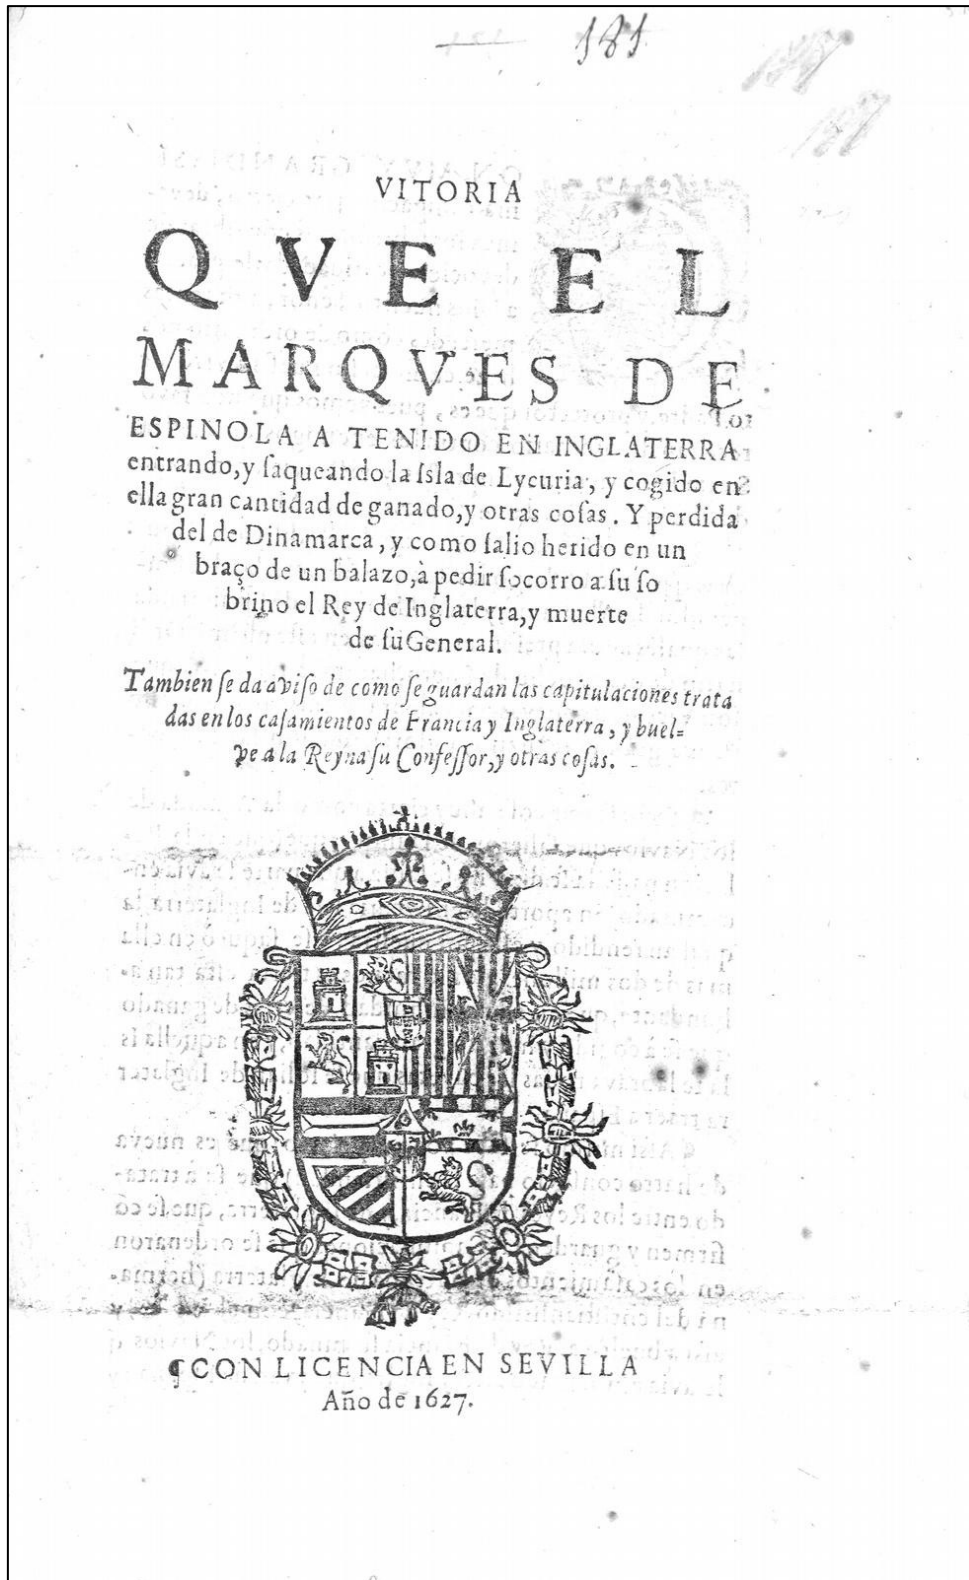 181
VITORIA
QVE EL
MARQVES DE
ESPINOLA A TENIDO EN INGLATERRA
entrando, y ſaqueando la Isla de Lycuria, y cogido en
ella gran cantidad de ganado, y otras coſas. Y perdida
del de Dinamarca, y como ſalio herido en un
braço de un balazo, à pedir ſocorro a ſu ſo
brino el Rey de Inglaterra, y muerte
de ſu General.
Tambien ſe da aviſo de como ſe guardan las capitulaciones trata
das en los caſamientos de Francia y Inglaterra, y buel=
ve a la Reyna ſu Confeſſor, y otras coſas.
¶CON LICENCIA EN SEVILLA
Año de 1627.